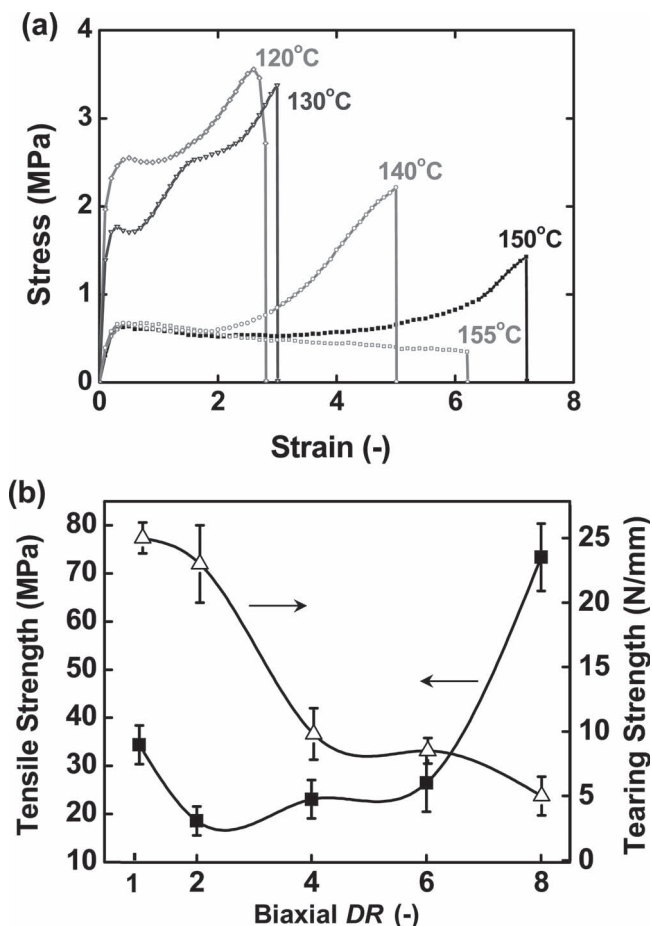 (a)
4
3
2
1
0
Stress (MPa)
120°C
130°C
140°C
150°C
155°C
0 2 4 6 8
Strain (-)
(b)
80
70
60
50
40
30
20
10
Tensile Strength (MPa)
25
20
15
10
5
0
Tearing Strength (N/mm)
1 2 4 6 8
Biaxial DR (-)